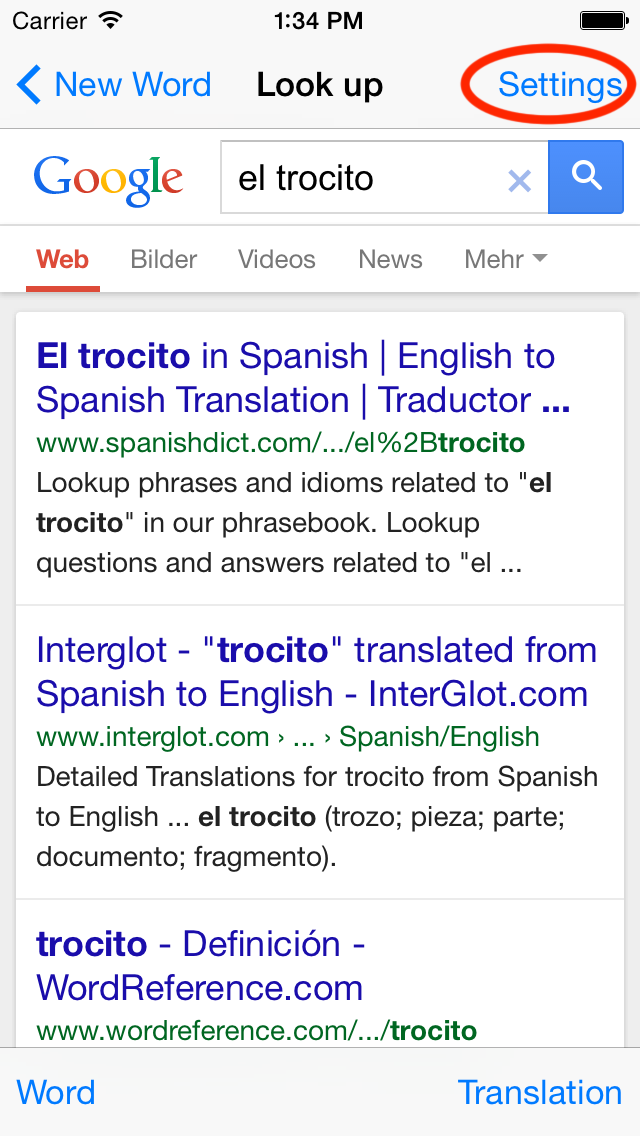 Carrier 1:34 PM
New Word Look up Settings
Google el trocito
Web Bilder Videos News Mehr
El trocito in Spanish | English to
Spanish Translation | Traductor ...
www.spanishdict.com/.../el%2Btrocito
Lookup phrases and idioms related to "el
trocito" in our phrasebook. Lookup
questions and answers related to "el ...
Interglot - "trocito" translated from
Spanish to English - InterGlot.com
www.interglot.com › ... › Spanish/English
Detailed Translations for trocito from Spanish
to English ... el trocito (trozo; pieza; parte;
documento; fragmento).
trocito - Definición -
WordReference.com
www.wordreference.com/.../trocito
Word Translation